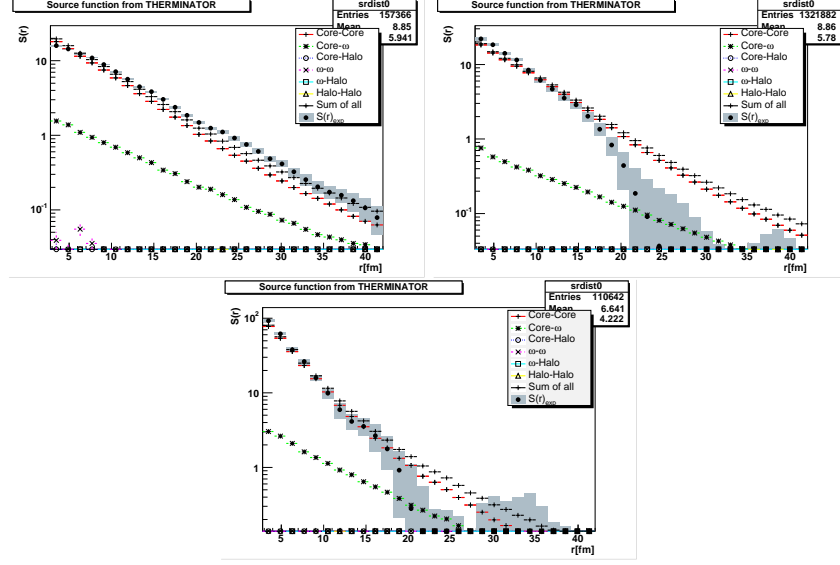 Source function from THERMINATOR
srdist0
Entries 157366
Mean 8.85
5.941
S(r)
Core-Core
Core-ω
Core-Halo
ω-ω
ω-Halo
Halo-Halo
Sum of all
S(r)exp
10
1
10-1
5 10 15 20 25 30 35 40
r[fm]
Source function from THERMINATOR
srdist0
Entries 1321882
Mean 8.86
5.78
S(r)
Core-Core
Core-ω
Core-Halo
ω-ω
ω-Halo
Halo-Halo
Sum of all
S(r)exp
10
1
10-1
5 10 15 20 25 30 35 40
r[fm]
Source function from THERMINATOR
srdist0
Entries 110642
Mean 6.641
4.222
S(r)
Core-Core
Core-ω
Core-Halo
ω-ω
ω-Halo
Halo-Halo
Sum of all
S(r)exp
102
10
1
5 10 15 20 25 30 35 40
r[fm]